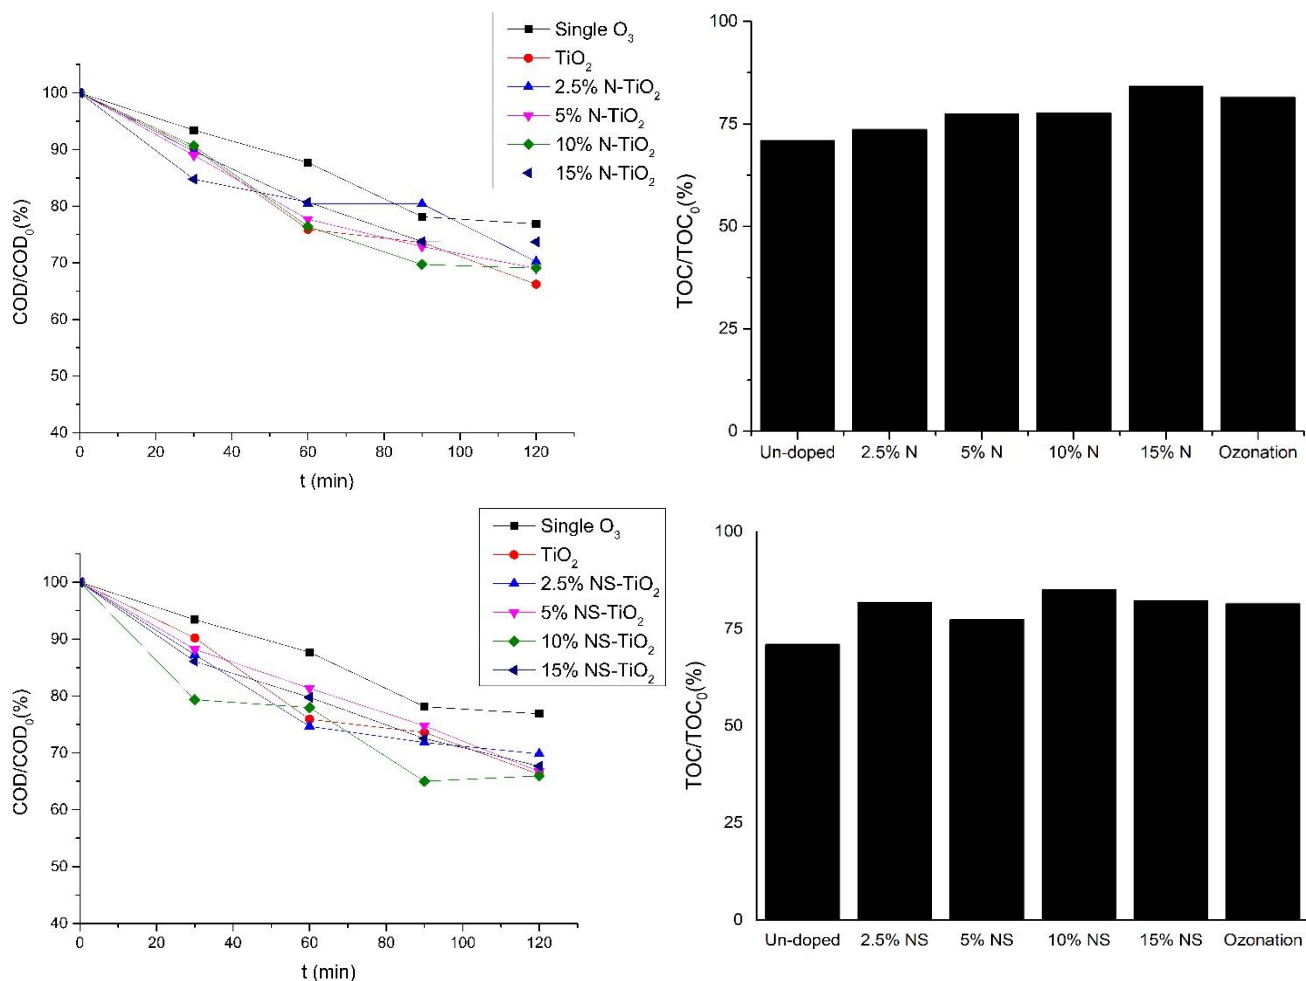 Single O3
TiO2
2.5% N-TiO2
5% N-TiO2
10% N-TiO2
15% N-TiO2
COD/COD0(%)
100
90
80
70
60
50
40
0 20 40 60 80 100 120
t (min)
TOC/TOC0(%)
100
75
50
25
0
Un-doped 2.5% N 5% N 10% N 15% N Ozonation
Single O3
TiO2
2.5% NS-TiO2
5% NS-TiO2
10% NS-TiO2
15% NS-TiO2
COD/COD0(%)
100
90
80
70
60
50
40
0 20 40 60 80 100 120
t (min)
TOC/TOC0(%)
100
75
50
25
0
Un-doped 2.5% NS 5% NS 10% NS 15% NS Ozonation